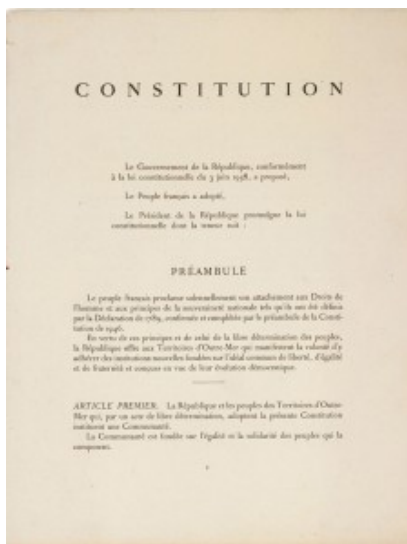 CONSTITUTION
Le Gouvernement de la République, conformément
à la loi constitutionnelle du 3 juin 1958, a proposé,
Le Peuple français a adopté,
Le Président de la République promulgue la loi
constitutionnelle dont la teneur suit :
PRÉAMBULE
Le peuple français proclame solennellement son attachement aux Droits de
l'homme et aux principes de la souveraineté nationale tels qu'ils ont été définis
par la Déclaration de 1789, confirmée et complétée par le préambule de la Consti-
tution de 1946.
En vertu de ces principes et de celui de la libre détermination des peuples,
la République offre aux Territoires d'Outre-Mer qui manifestent la volonté d'y
adhérer des institutions nouvelles fondées sur l'idéal commun de liberté, d'égalité
et de fraternité et conçues en vue de leur évolution démocratique.
ARTICLE PREMIER. La République et les peuples des Territoires d'Outre-
Mer qui, par un acte de libre détermination, adoptent la présente Constitution
instituent une Communauté.
La Communauté est fondée sur l'égalité et la solidarité des peuples qui la
composent.